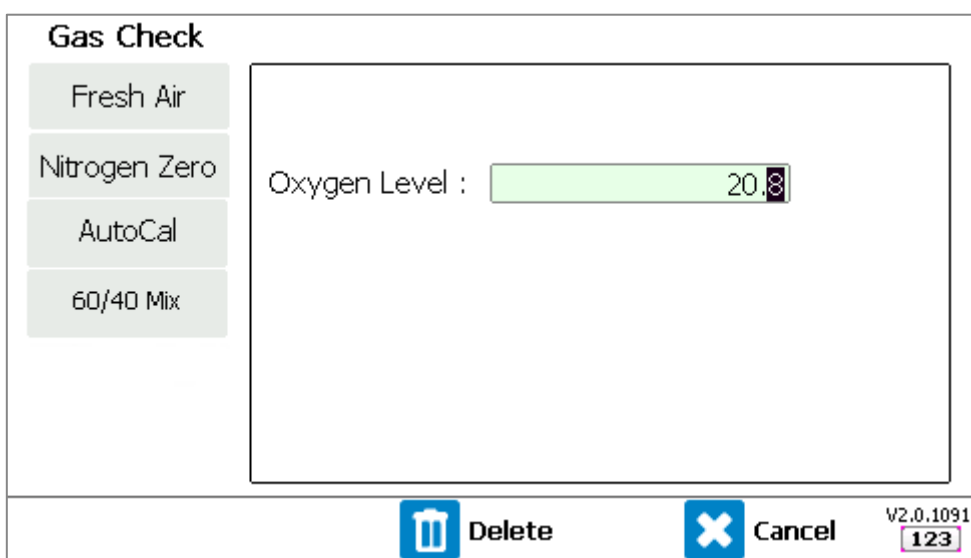 Gas Check
Fresh Air
Nitrogen Zero
AutoCal
60/40 Mix
Oxygen Level : 20.8
Delete
Cancel
V2.0.1091
123